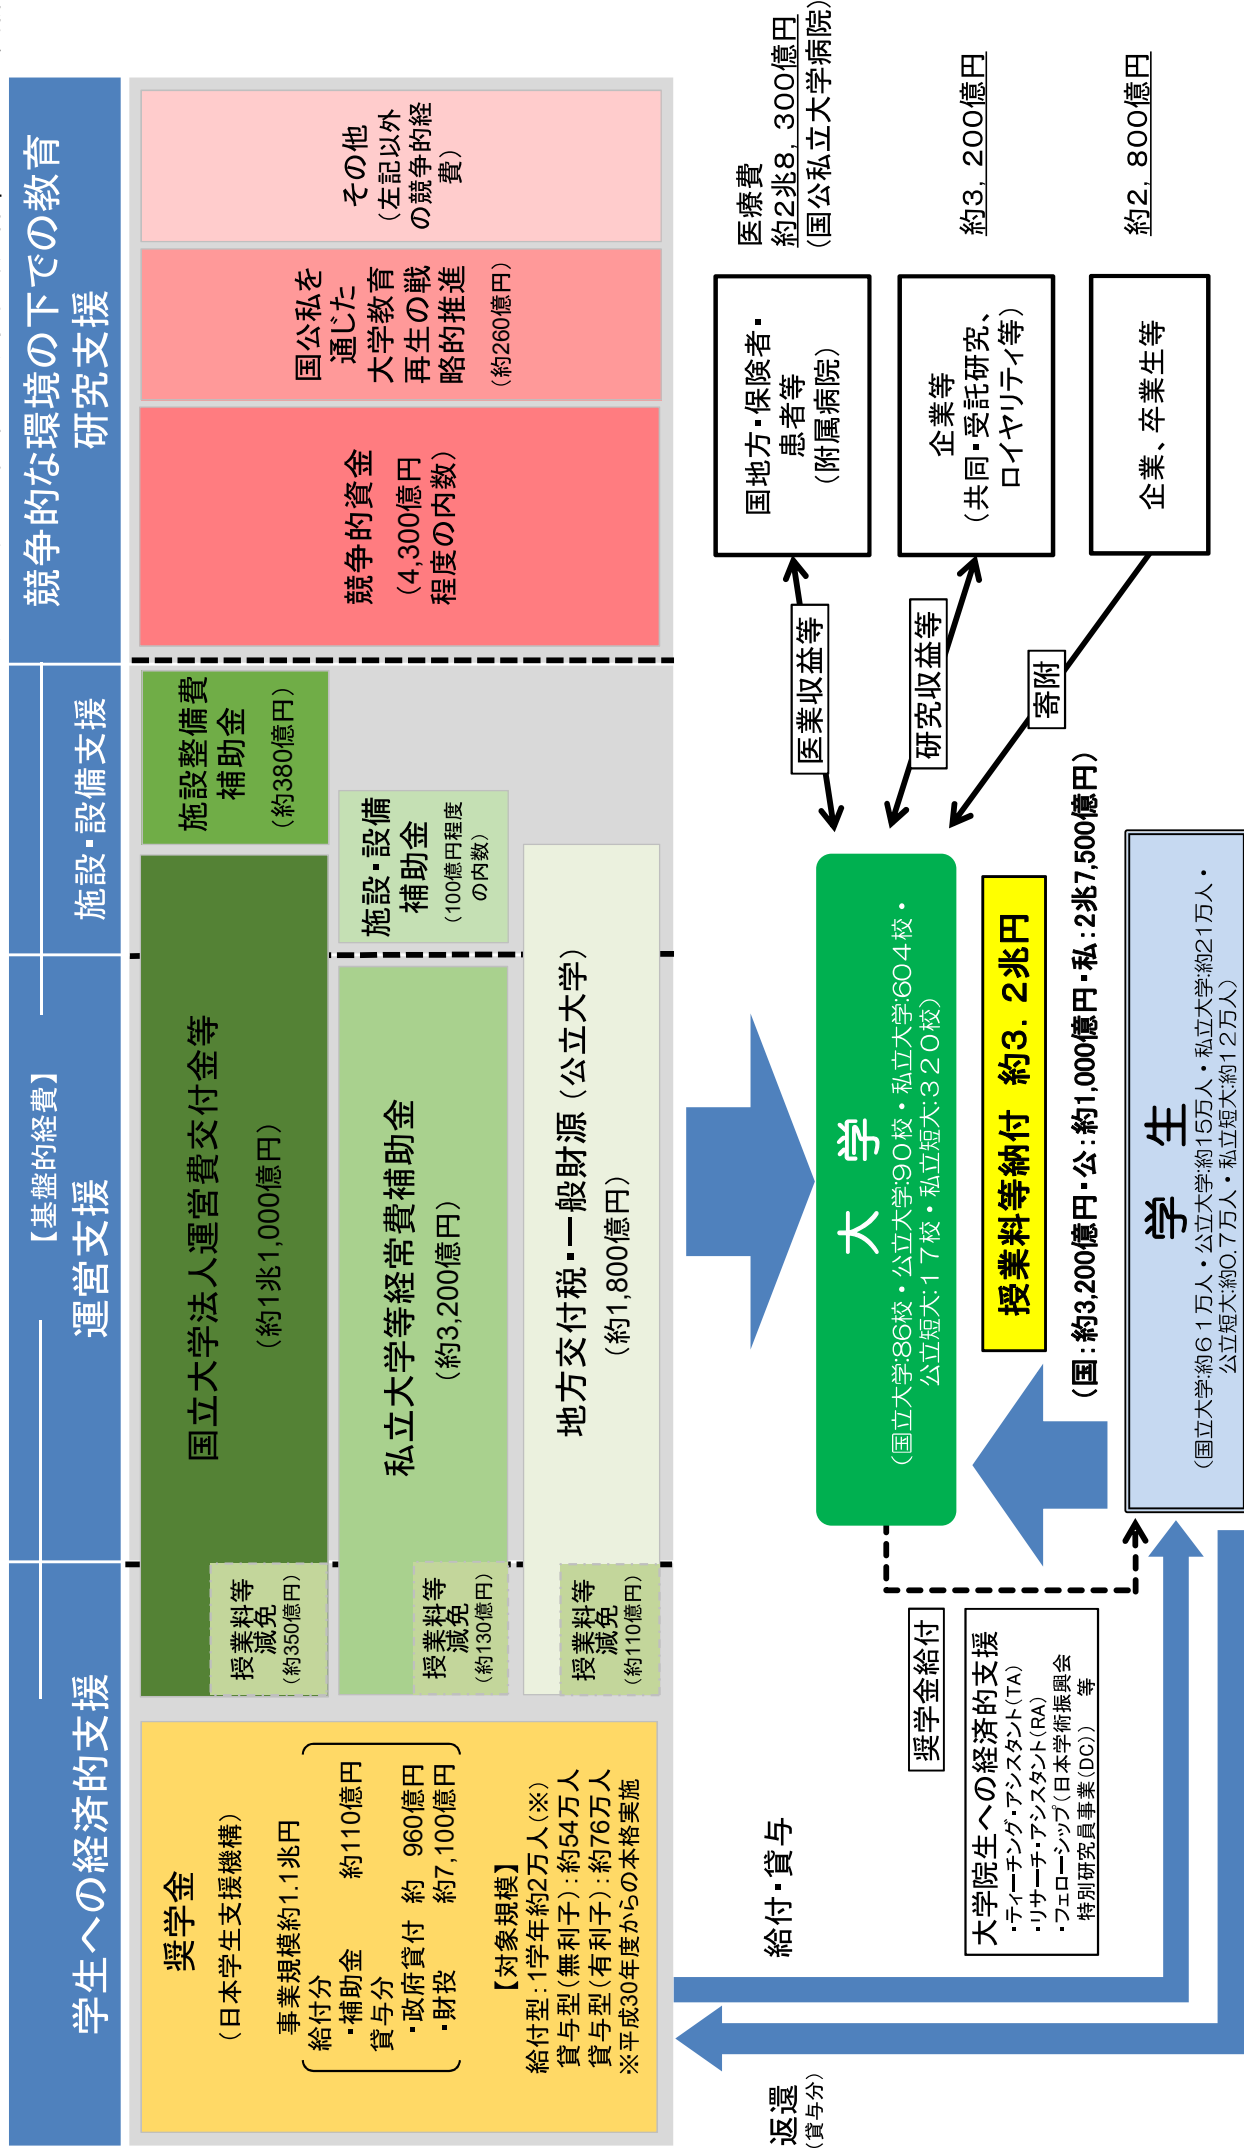 【基盤的経費】
学生への経済的支援
運営支援
施設・設備支援
競争的な環境の下での教育
研究支援
奨学金
（日本学生支援機構）
事業規模約1.1兆円
給付分
・補助金　約110億円
貸与分
・政府貸付　約　960億円
・財投　約7,100億円
【対象規模】
給付型：1学年約2万人（※）
貸与型（無利子）：約54万人
貸与型（有利子）：約76万人
※平成30年度からの本格実施
国立大学法人運営費交付金等
（約1兆1,000億円）
授業料等
減免
（約350億円）
私立大学等経常費補助金
（約3,200億円）
授業料等
減免
（約130億円）
地方交付税・一般財源（公立大学）
（約1,800億円）
授業料等
減免
（約110億円）
施設整備費
補助金
（約380億円）
施設・設備
補助金
（100億円程度
の内数）
競争的資金
（4,300億円
程度の内数）
国公私を
通じた
大学教育
再生の戦
略的推進
（約260億円）
その他
（左記以外
の競争的経
費）
大　学
（国立大学:86校・公立大学:90校・私立大学:604校・
公立短大:１７校・私立短大:３２０校）
授業料等納付　約3．2兆円
（国：約3,200億円・公：約1,000億円・私：2兆7,500億円）
学　生
（国立大学:約６１万人・公立大学:約15万人・私立大学:約21万人・
公立短大:約0.7万人・私立短大:約１２万人）
医業収益等
研究収益等
寄附
国地方・保険者・
患者等
（附属病院）
企業等
（共同・受託研究、
ロイヤリティ等）
企業、卒業生等
医療費
約２兆８，３００億円
（国公私立大学病院）
約３，２００億円
約２，８００億円
奨学金給付
大学院生への経済的支援
・ティーチング・アシスタント（TA）
・リサーチ・アシスタント（RA）
・フェローシップ（日本学術振興会
特別研究員事業（DC））　等
給付・貸与
返還
（貸与分）